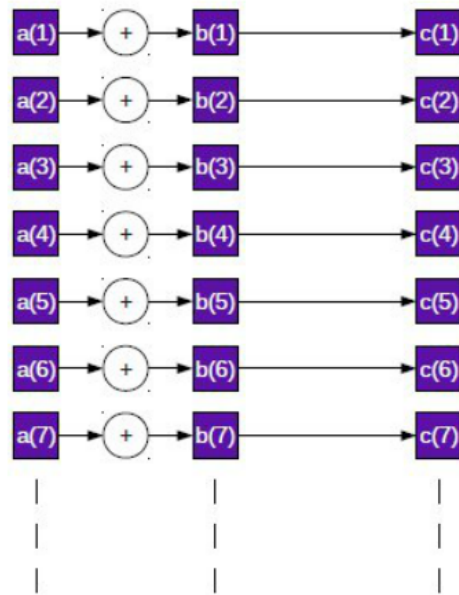 a(1) + b(1) c(1)
a(2) + b(2) c(2)
a(3) + b(3) c(3)
a(4) + b(4) c(4)
a(5) + b(5) c(5)
a(6) + b(6) c(6)
a(7) + b(7) c(7)